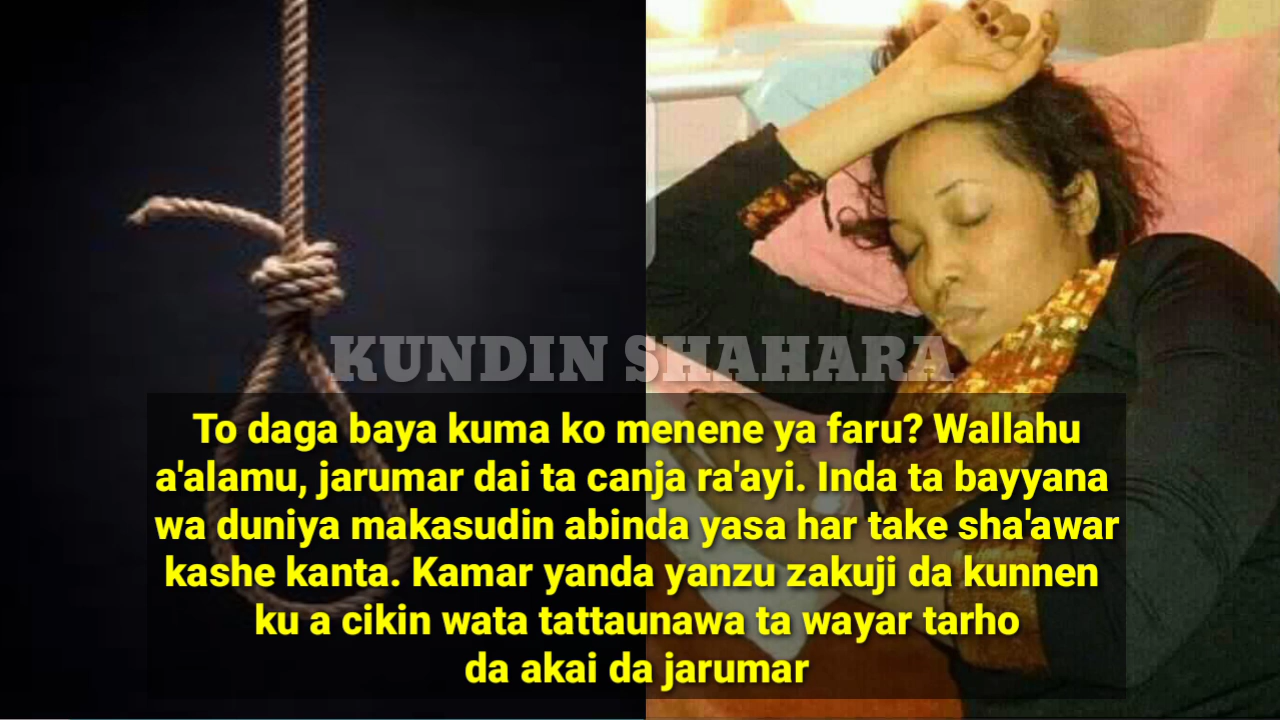 KUNDIN SHAHARA
To daga baya kuma ko menene ya faru? Wallahu
a'alamu, jarumar dai ta canja ra'ayi. Inda ta bayyana
wa duniya makasudin abinda yasa har take sha'awar
kashe kanta. Kamar yanda yanzu zakuji da kunnen
ku a cikin wata tattaunawa ta wayar tarho
da akai da jarumar